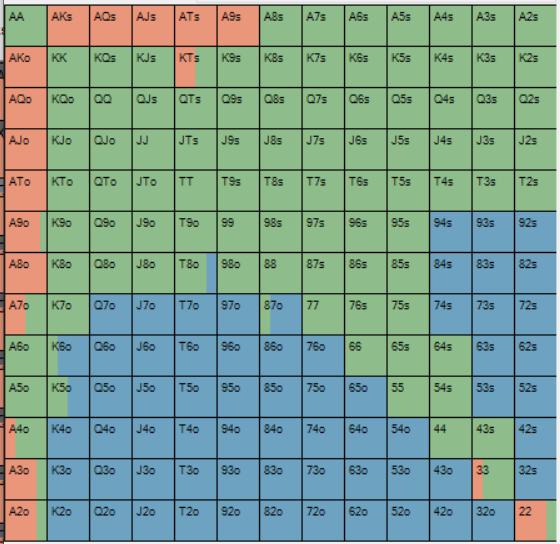 AA AKs AQs AJs ATs A9s A8s A7s A6s A5s A4s A3s A2s
AKo KK KQs KJs KTs K9s K8s K7s K6s K5s K4s K3s K2s
AQo KQo QQ QJs QTs Q9s Q8s Q7s Q6s Q5s Q4s Q3s Q2s
AJo KJo QJo JJ JTs J9s J8s J7s J6s J5s J4s J3s J2s
ATo KTo QTo JTo TT T9s T8s T7s T6s T5s T4s T3s T2s
A9o K9o Q9o J9o T9o 99 98s 97s 96s 95s 94s 93s 92s
A8o K8o Q8o J8o T8o 98o 88 87s 86s 85s 84s 83s 82s
A7o K7o Q7o J7o T7o 97o 87o 77 76s 75s 74s 73s 72s
A6o K6o Q6o J6o T6o 96o 86o 76o 66 65s 64s 63s 62s
A5o K5o Q5o J5o T5o 95o 85o 75o 65o 55 54s 53s 52s
A4o K4o Q4o J4o T4o 94o 84o 74o 64o 54o 44 43s 42s
A3o K3o Q3o J3o T3o 93o 83o 73o 63o 53o 43o 33 32s
A2o K2o Q2o J2o T2o 92o 82o 72o 62o 52o 42o 32o 22